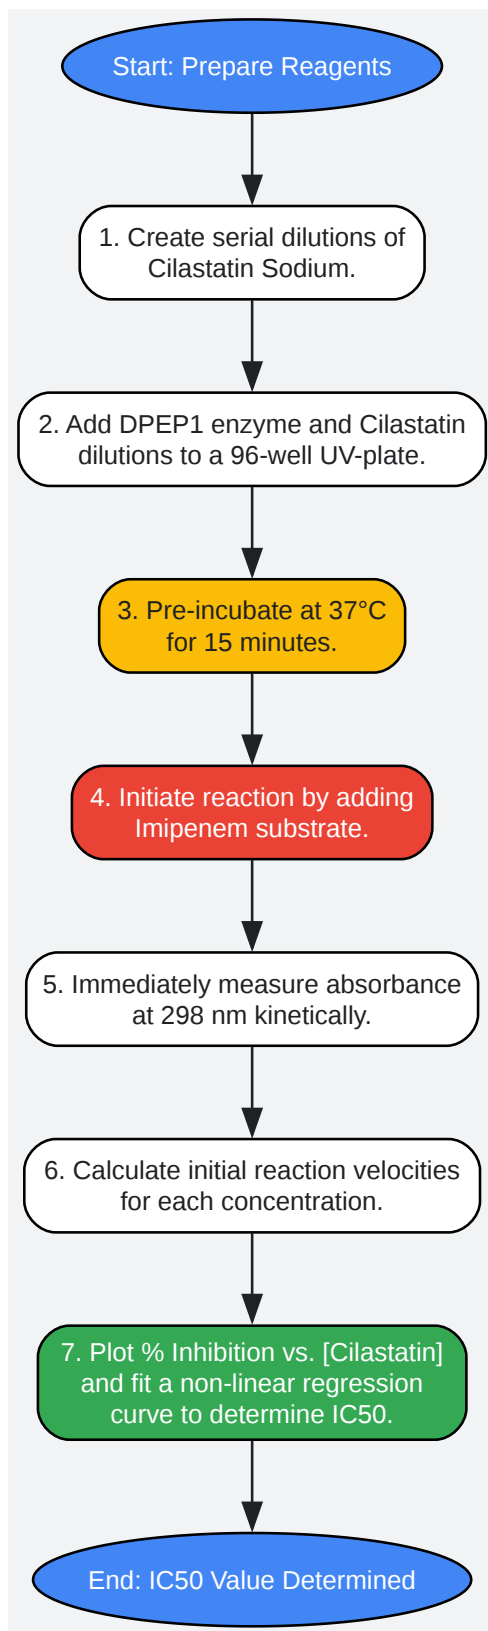 Start: Prepare Reagents
1. Create serial dilutions of
Cilastatin Sodium.
2. Add DPEP1 enzyme and Cilastatin
dilutions to a 96-well UV-plate.
3. Pre-incubate at 37°C
for 15 minutes.
4. Initiate reaction by adding
Imipenem substrate.
5. Immediately measure absorbance
at 298 nm kinetically.
6. Calculate initial reaction velocities
for each concentration.
7. Plot % Inhibition vs. [Cilastatin]
and fit a non-linear regression
curve to determine IC50.
End: IC50 Value Determined